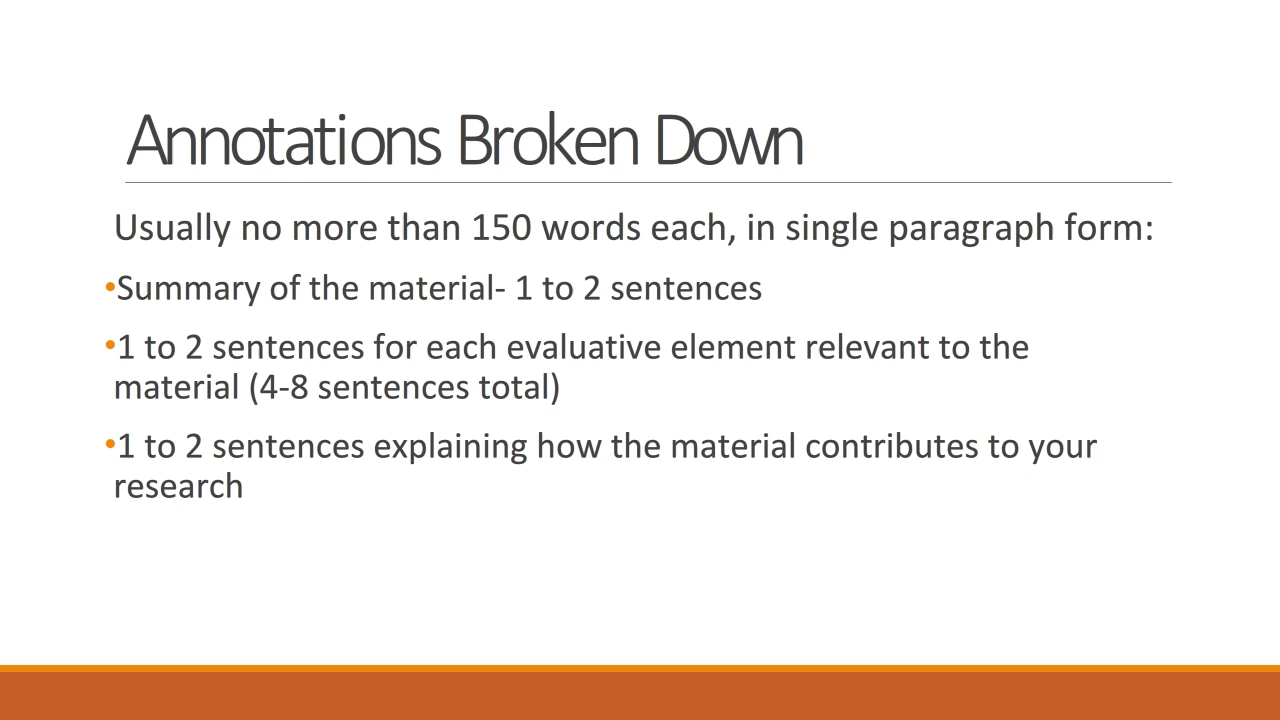 Annotations Broken Down
Usually no more than 150 words each, in single paragraph form:
•Summary of the material- 1 to 2 sentences
•1 to 2 sentences for each evaluative element relevant to the
material (4-8 sentences total)
•1 to 2 sentences explaining how the material contributes to your
research